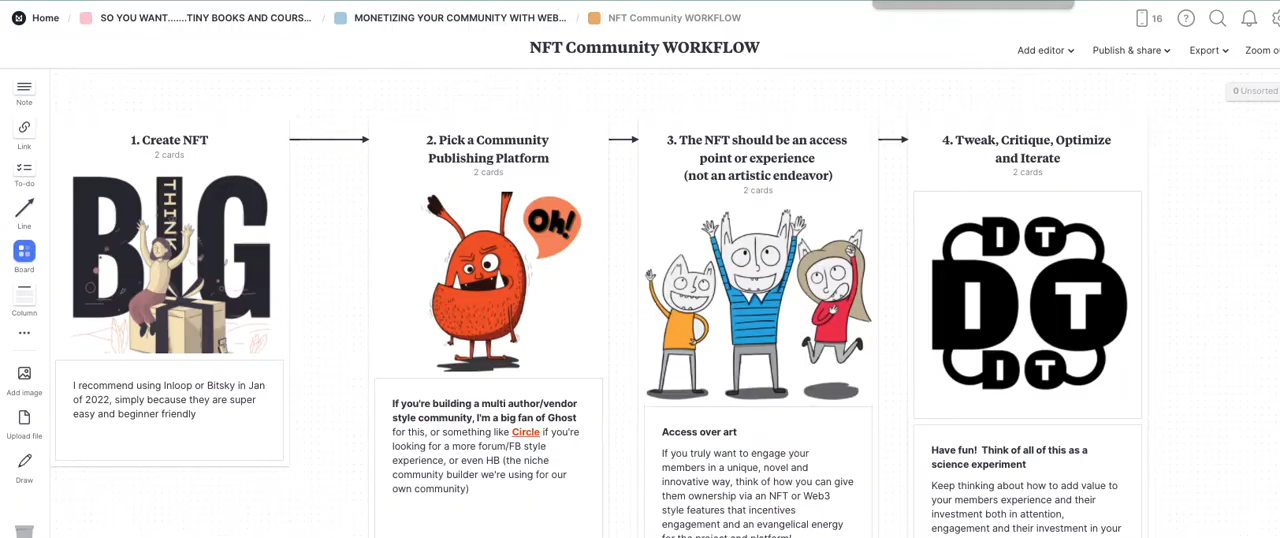 Home / SO YOU WANT.......TINY BOOKS AND COURS... / MONETIZING YOUR COMMUNITY WITH WEB... / NFT Community WORKFLOW
16
?
NFT Community WORKFLOW
Add editor
Publish & share
Export
Zoom
0 Unsorted
Note
Link
To-do
Line
Board
Column
Add image
Upload file
Draw
1. Create NFT
2 cards
BIG
THINK
I recommend using Inloop or Bitsky in Jan
of 2022, simply because they are super
easy and beginner friendly
2. Pick a Community
Publishing Platform
2 cards
Oh!
If you're building a multi author/vendor
style community, I'm a big fan of Ghost
for this, or something like Circle if you're
looking for a more forum/FB style
experience, or even HB (the niche
community builder we're using for our
own community)
3. The NFT should be an access
point or experience
(not an artistic endeavor)
2 cards
Access over art
If you truly want to engage your
members in a unique, novel and
innovative way, think of how you can give
them ownership via an NFT or Web3
style features that incentives
engagement and an evangelical energy
for the project and platform!
4. Tweak, Critique, Optimize
and Iterate
2 cards
D T
D T
D T
Have fun! Think of all of this as a
science experiment
Keep thinking about how to add value to
your members experience and their
investment both in attention,
engagement and their investment in your